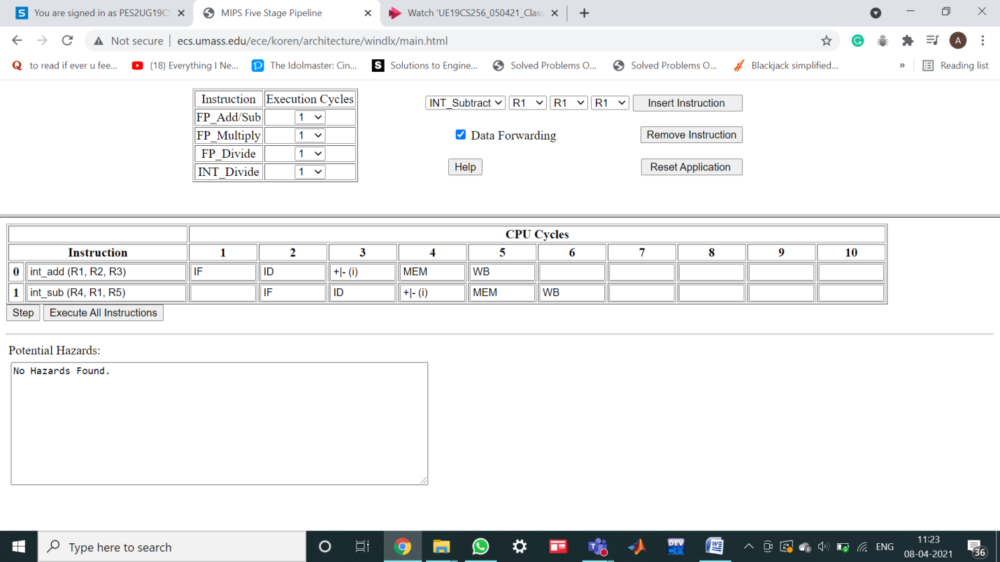 You are signed in as PES2UG19CS
MIPS Five Stage Pipeline
Watch 'UE19CS256_050421_Class
Not secure
ecs.umass.edu/ece/koren/architecture/windlx/main.html
A
to read if ever u fee...
(18) Everything I Ne...
The Idolmaster: Cin...
Solutions to Engine...
Solved Problems O...
Solved Problems O...
Blackjack simplified...
»
Reading list
Instruction Execution Cycles
FP_Add/Sub 1
FP_Multiply 1
FP_Divide 1
INT_Divide 1
INT_Subtract R1 R1 R1 Insert Instruction
Data Forwarding Remove Instruction
Help Reset Application
CPU Cycles
Instruction 1 2 3 4 5 6 7 8 9 10
0 int_add (R1, R2, R3) IF ID +|- (i) MEM WB
1 int_sub (R4, R1, R5) IF ID +|- (i) MEM WB
Step Execute All Instructions
Potential Hazards:
No Hazards Found.
Type here to search
DEV
C++
ENG
11:23
08-04-2021
36